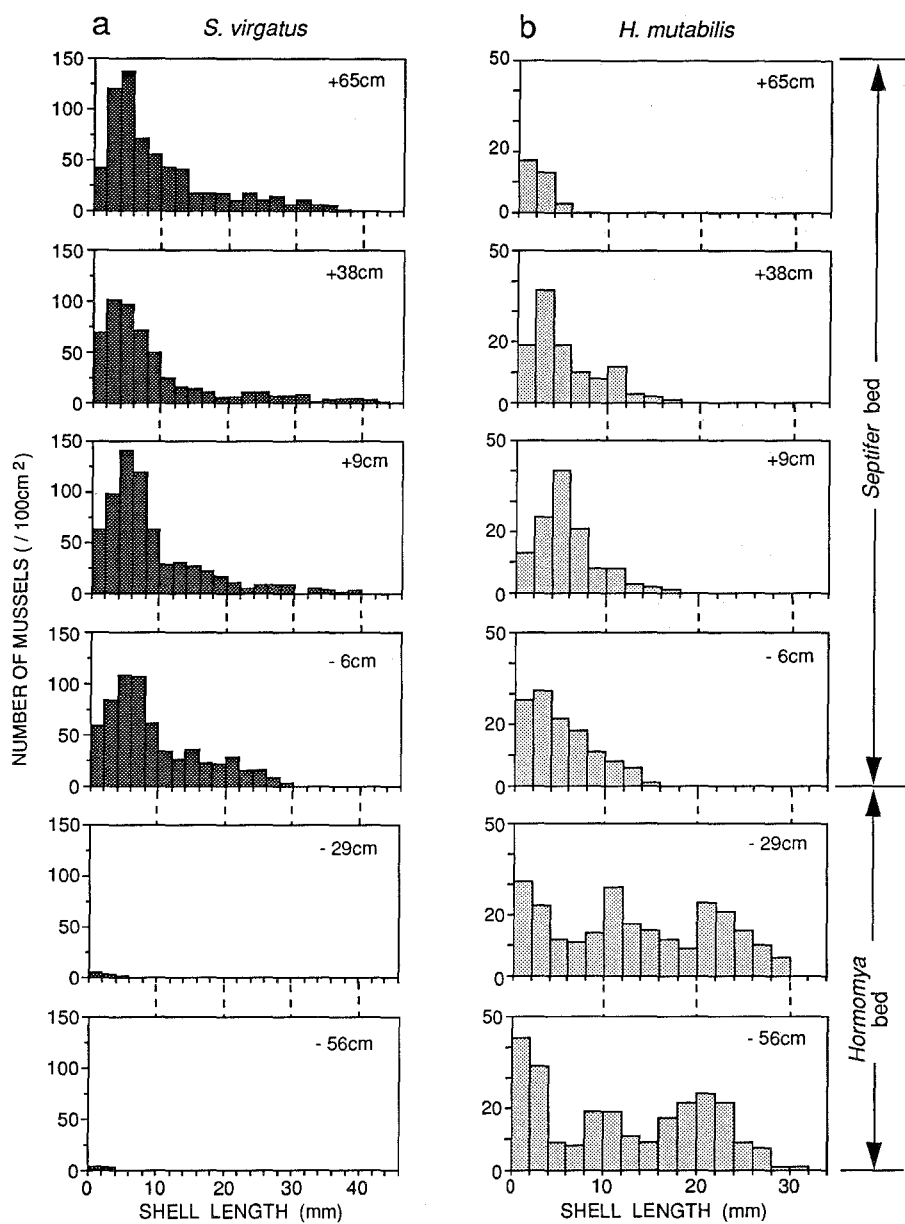 a S. virgatus b H. mutabilis
150 +65cm 50 +65cm
100
50 20
0 0
150 +38cm 50 +38cm
100
50 20
0 0
150 +9cm 50 +9cm
100
50 20
0 0
150 - 6cm 50 - 6cm
100
50 20
0 0
150 - 29cm 50 - 29cm
100
50 20
0 0
150 - 56cm 50 - 56cm
100
50 20
0 0
0 10 20 30 40 0 10 20 30
SHELL LENGTH (mm) SHELL LENGTH (mm)
NUMBER OF MUSSELS ( / 100cm²)
Septifer bed
Hormomya
bed